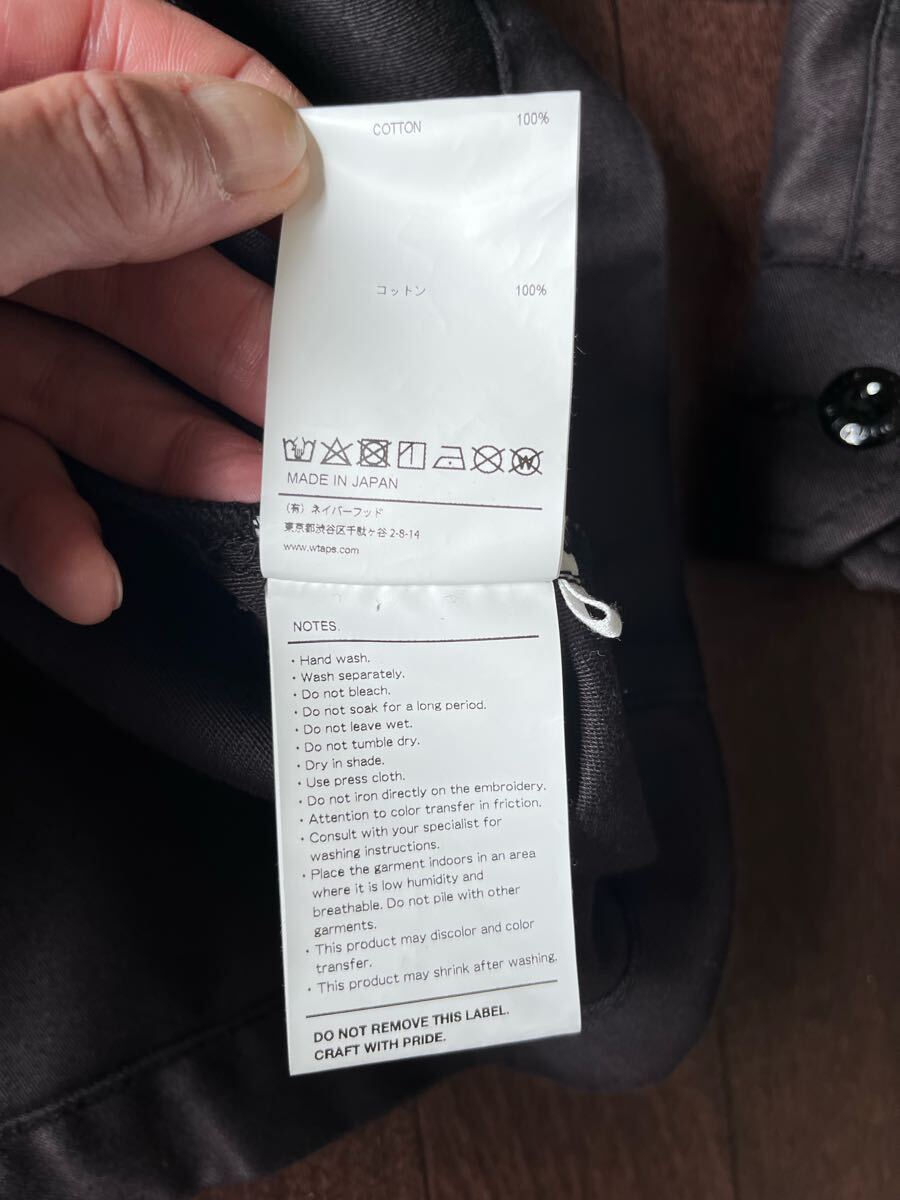 COTTON 100%
コットン 100%
MADE IN JAPAN
（有）ネイバーフッド
東京都渋谷区千駄ヶ谷 2-8-14
www.wtaps.com
NOTES.
・Hand wash.
・Wash separately.
・Do not bleach.
・Do not soak for a long period.
・Do not leave wet.
・Do not tumble dry.
・Dry in shade.
・Use press cloth.
・Do not iron directly on the embroidery.
・Attention to color transfer in friction.
・Consult with your specialist for
washing instructions.
・Place the garment indoors in an area
where it is low humidity and
breathable. Do not pile with other
garments.
・This product may discolor and color
transfer.
・This product may shrink after washing.
DO NOT REMOVE THIS LABEL.
CRAFT WITH PRIDE.